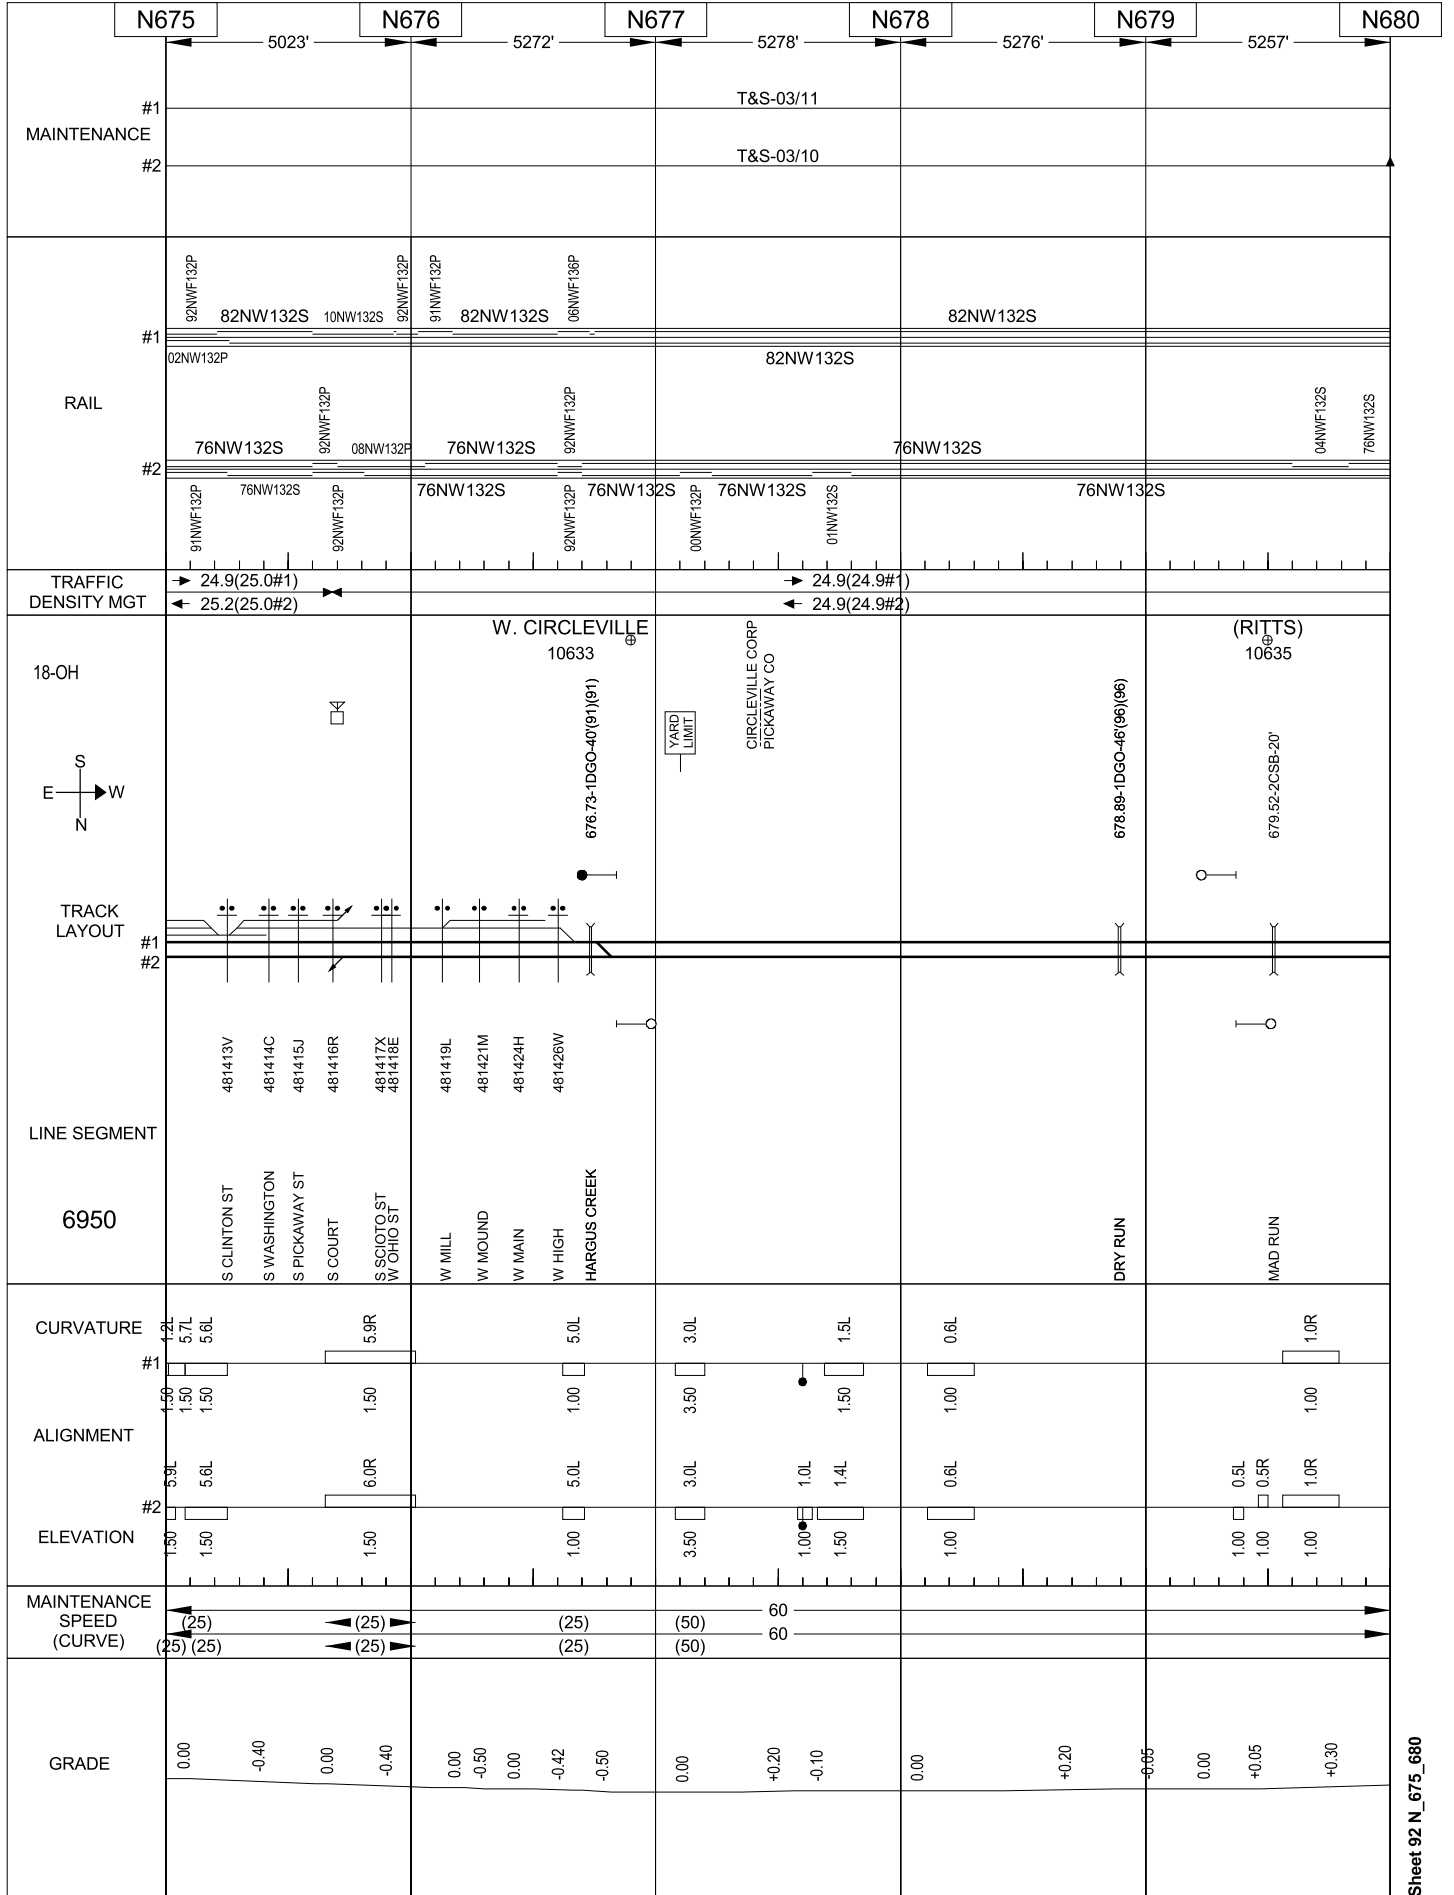 N675 N676 N677 N678 N679 N680
5023' 5272' 5278' 5276' 5257'
T&S-03/11
#1
MAINTENANCE
T&S-03/10
#2
92NWF132P 92NWF132P 91NWF132P 06NWF136P
82NW132S 10NW132S 82NW132S 82NW132S
#1
02NW132P 82NW132S
RAIL
92NWF132P 92NWF132P 04NWF132S 76NW132S
76NW132S 08NW132P 76NW132S 76NW132S
#2
76NW132S 76NW132S 76NW132S 76NW132S 76NW132S
91NWF132P 92NWF132P 92NWF132P 00NWF132P 01NW132S
TRAFFIC
DENSITY MGT
24.9(25.0#1) 24.9(24.9#1)
25.2(25.0#2) 24.9(24.9#2)
W. CIRCLEVILLE (RITTS)
10633 10635
18-OH
CIRCLEVILLE CORP
PICKAWAY CO
YARD
LIMIT
676.73-1DGO-40'(91)(91)
678.89-1DGO-46'(96)(96)
679.52-2CSB-20'
S
E W
N
TRACK
LAYOUT
#1
#2
481413V 481414C 481415J 481416R 481417X 481418E 481419L 481421M 481424H 481426W
LINE SEGMENT
6950
S CLINTON ST
S WASHINGTON
S PICKAWAY ST
S COURT
S SCIOTO ST
W OHIO ST
W MILL
W MOUND
W MAIN
W HIGH
HARGUS CREEK
DRY RUN
MAD RUN
CURVATURE
1.2L 5.7L 5.6L 5.9R 5.0L 3.0L 1.5L 0.6L 1.0R
#1
1.50 1.50 1.50 1.50 1.00 3.50 1.50 1.00 1.00
ALIGNMENT
5.9L 5.6L 6.0R 5.0L 3.0L 1.0L 1.4L 0.6L 0.5L 0.5R 1.0R
#2
ELEVATION
1.50 1.50 1.50 1.00 3.50 1.00 1.50 1.00 1.00 1.00 1.00
MAINTENANCE
SPEED
(CURVE)
60
(25) (25) (25) (50)
60
(25) (25) (25) (25) (50)
GRADE
0.00 -0.40 0.00 -0.40 0.00 -0.50 0.00 -0.42 -0.50 0.00 +0.20 -0.10 0.00 +0.20 -0.05 0.00 +0.05 +0.30
Sheet 92 N_675_680